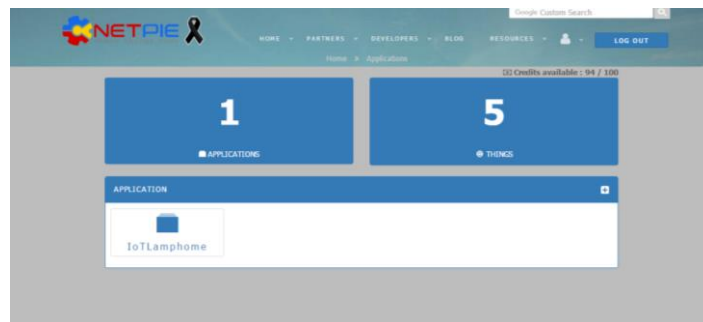 Google Custom Search
NETPIE
HOME PARTNERS DEVELOPERS BLOG RESOURCES LOG OUT
Home Applications
Credits available : 94 / 100
1
APPLICATIONS
5
THINGS
APPLICATION
IoTLamphome